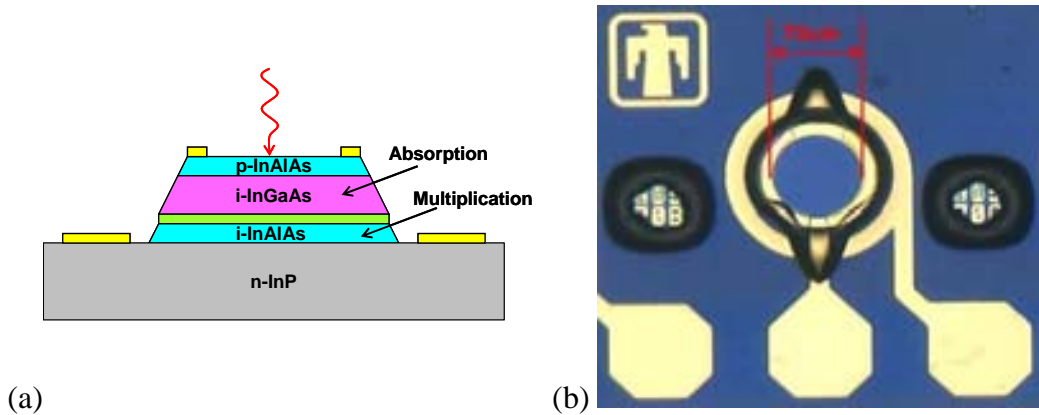 p-InAlAs
Absorption
i-InGaAs
Multiplication
i-InAlAs
n-InP
(a)
(b)